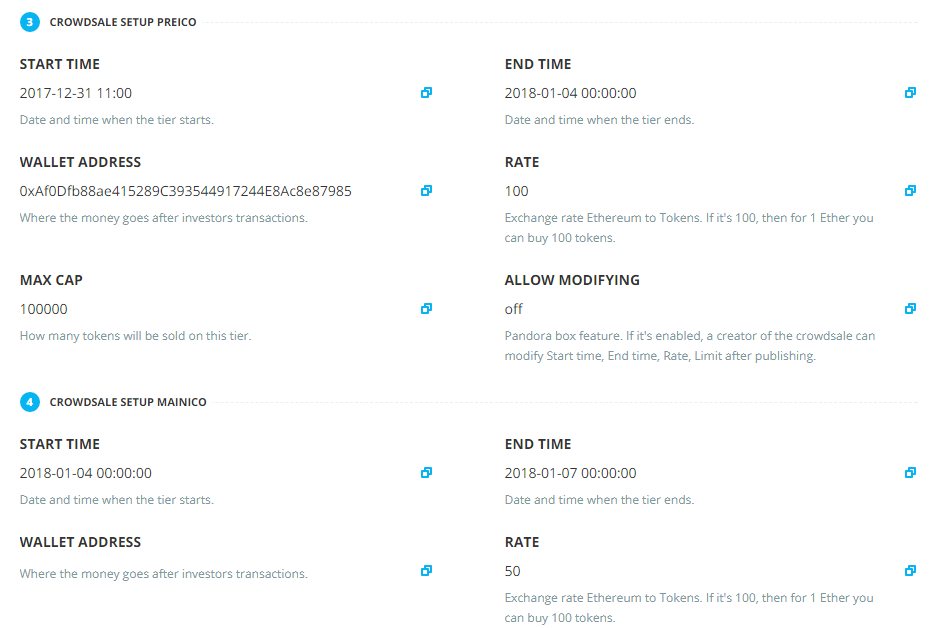 3 CROWDSALE SETUP PREICO
START TIME
2017-12-31 11:00
Date and time when the tier starts.
END TIME
2018-01-04 00:00:00
Date and time when the tier ends.
WALLET ADDRESS
0xAf0Dfb88ae415289C393544917244E8Ac8e87985
Where the money goes after investors transactions.
RATE
100
Exchange rate Ethereum to Tokens. If it's 100, then for 1 Ether you
can buy 100 tokens.
MAX CAP
100000
How many tokens will be sold on this tier.
ALLOW MODIFYING
off
Pandora box feature. If it's enabled, a creator of the crowdsale can
modify Start time, End time, Rate, Limit after publishing.
4 CROWDSALE SETUP MAINICO
START TIME
2018-01-04 00:00:00
Date and time when the tier starts.
END TIME
2018-01-07 00:00:00
Date and time when the tier ends.
WALLET ADDRESS
Where the money goes after investors transactions.
RATE
50
Exchange rate Ethereum to Tokens. If it's 100, then for 1 Ether you
can buy 100 tokens.